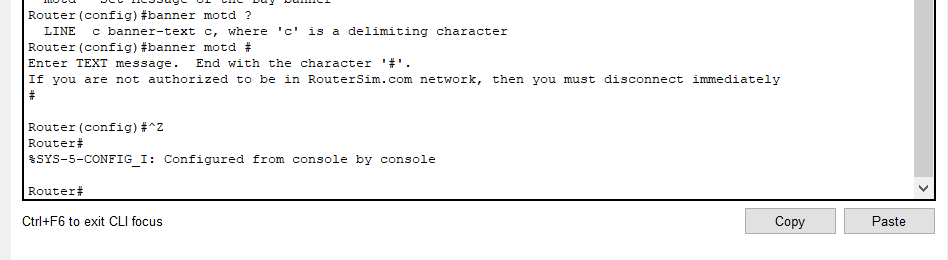 motd Set Message of the Day banner
Router(config)#banner motd ?
  LINE  c banner-text c, where 'c' is a delimiting character
Router(config)#banner motd #
Enter TEXT message.  End with the character '#'.
If you are not authorized to be in RouterSim.com network, then you must disconnect immediately
#
Router(config)#^Z
Router#
%SYS-5-CONFIG_I: Configured from console by console
Router#
Ctrl+F6 to exit CLI focus
Copy
Paste